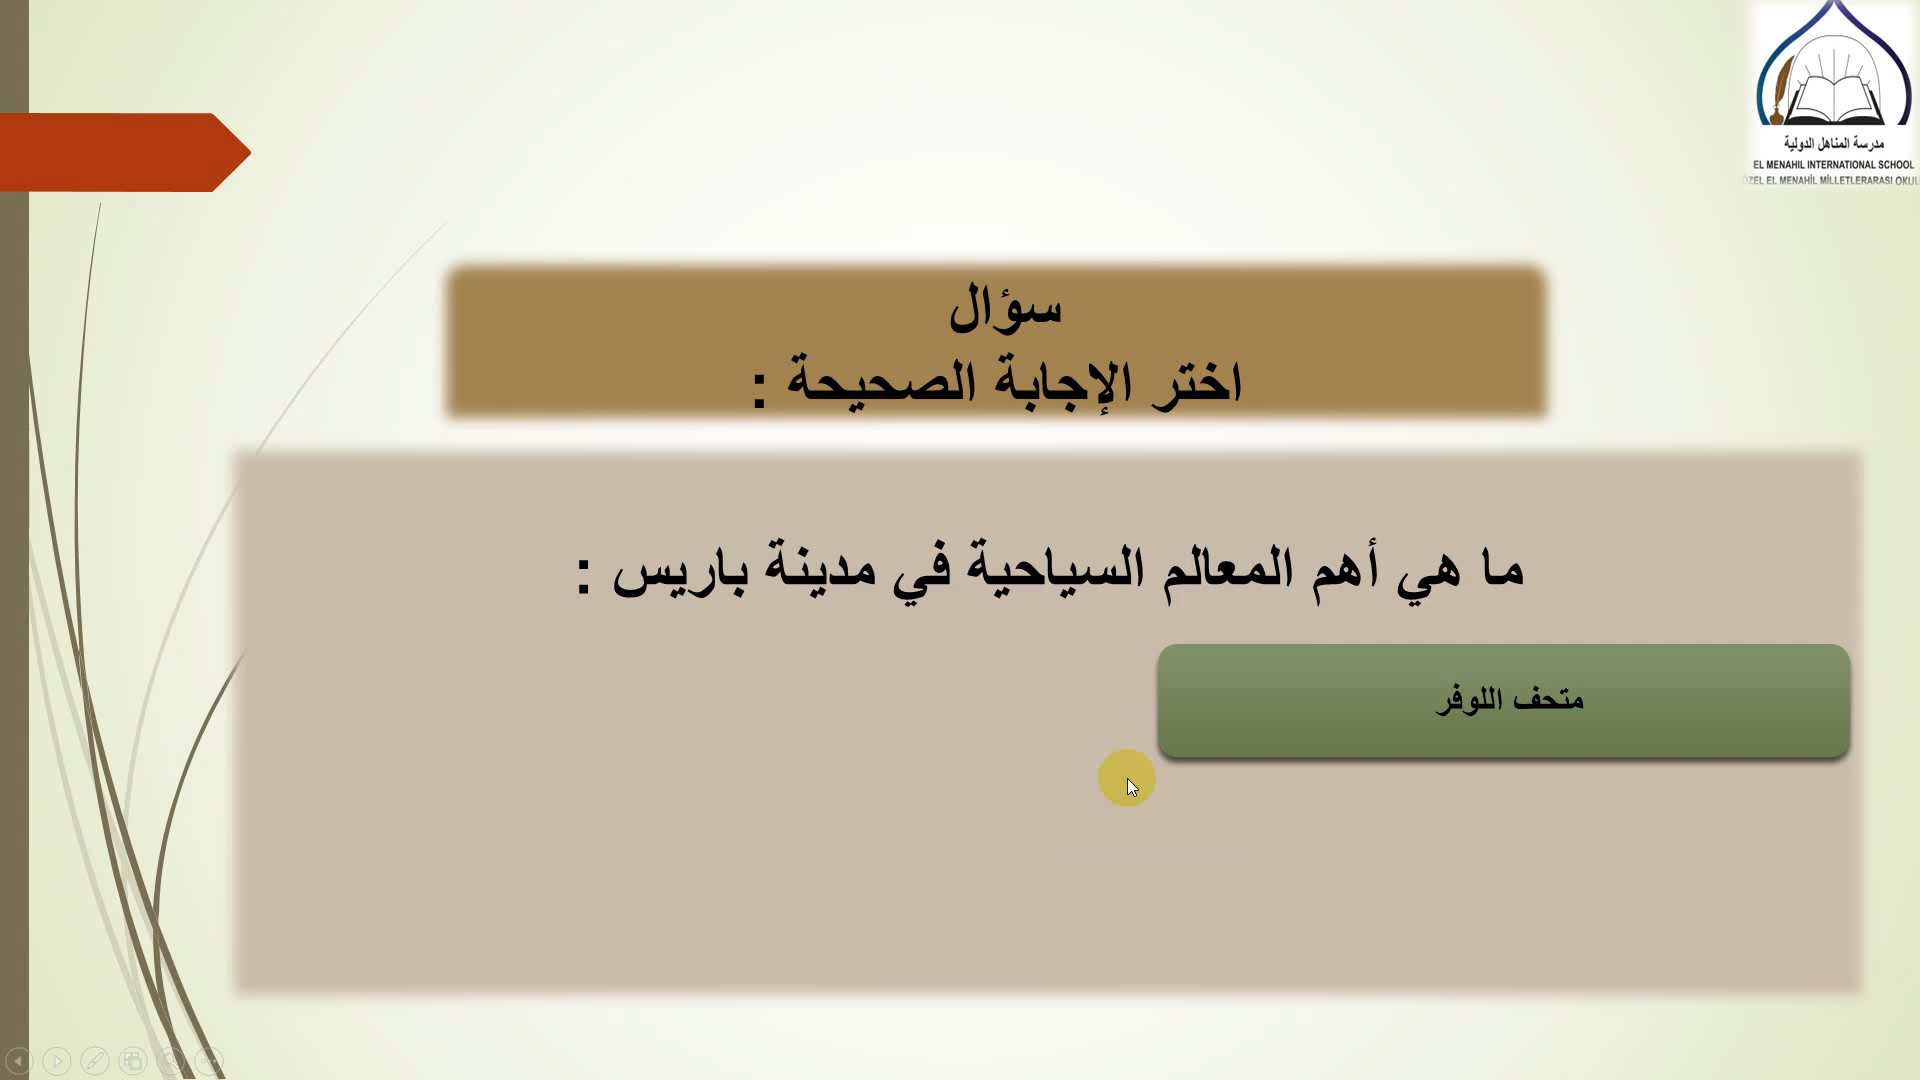 مدرسة المناهل الدولية
EL MENAHIL INTERNATIONAL SCHOOL
ÖZEL EL MENAHİL MİLLETLERARASI OKUL
سؤال
اختر الإجابة الصحيحة :
ما هي أهم المعالم السياحية في مدينة باريس :
متحف اللوفر